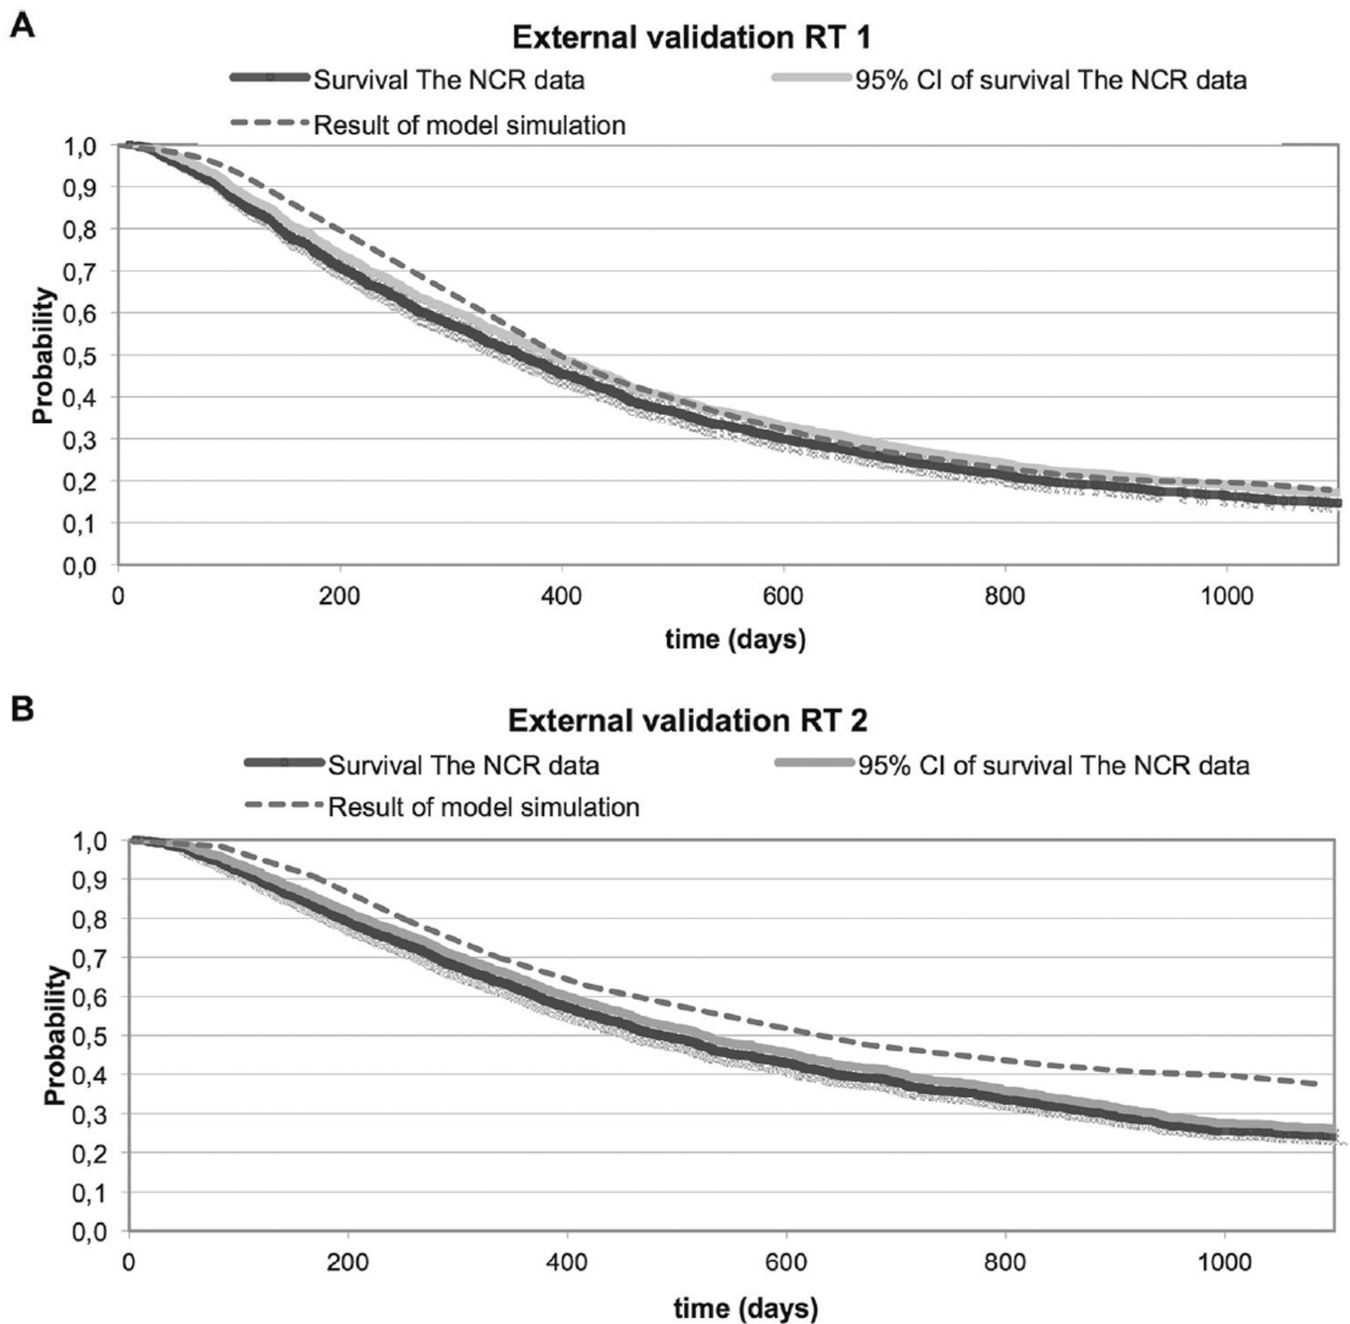 A
External validation RT 1
Survival The NCR data
95% CI of survival The NCR data
Result of model simulation
1,0
0,9
0,8
0,7
0,6
0,5
0,4
0,3
0,2
0,1
0,0
Probability
0 200 400 600 800 1000
time (days)
B
External validation RT 2
Survival The NCR data
95% CI of survival The NCR data
Result of model simulation
1,0
0,9
0,8
0,7
0,6
0,5
0,4
0,3
0,2
0,1
0,0
Probability
0 200 400 600 800 1000
time (days)